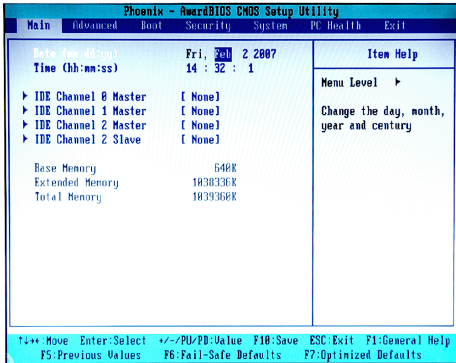 Phoenix - AwardBIOS CMOS Setup Utility
Main Advanced Boot Security System PC Health Exit
Date (mm:dd:yy) Fri, Feb 2 2007
Time (hh:mm:ss) 14 : 32 : 1
Item Help
Menu Level ▶
Change the day, month,
year and century
▶ IDE Channel 0 Master [ None]
▶ IDE Channel 1 Master [ None]
▶ IDE Channel 2 Master [ None]
▶ IDE Channel 2 Slave [ None]
Base Memory 640K
Extended Memory 1038336K
Total Memory 1039360K
↑↓→←:Move Enter:Select +/-/PU/PD:Value F10:Save ESC:Exit F1:General Help
F5:Previous Values F6:Fail-Safe Defaults F7:Optimized Defaults